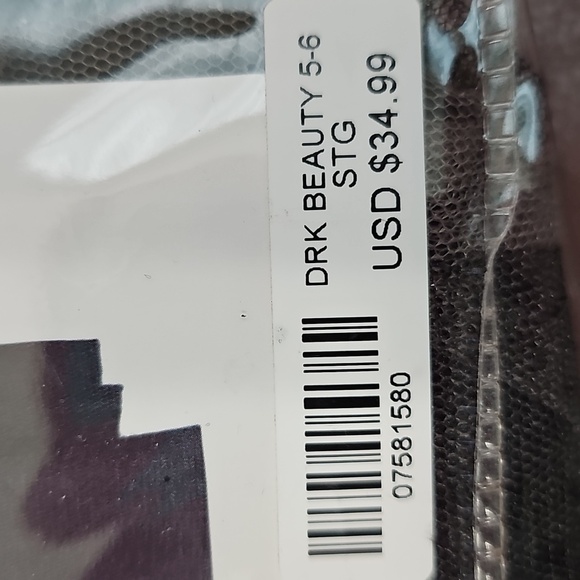 DRK BEAUTY 5-6
STG
USD $34.99
07581580